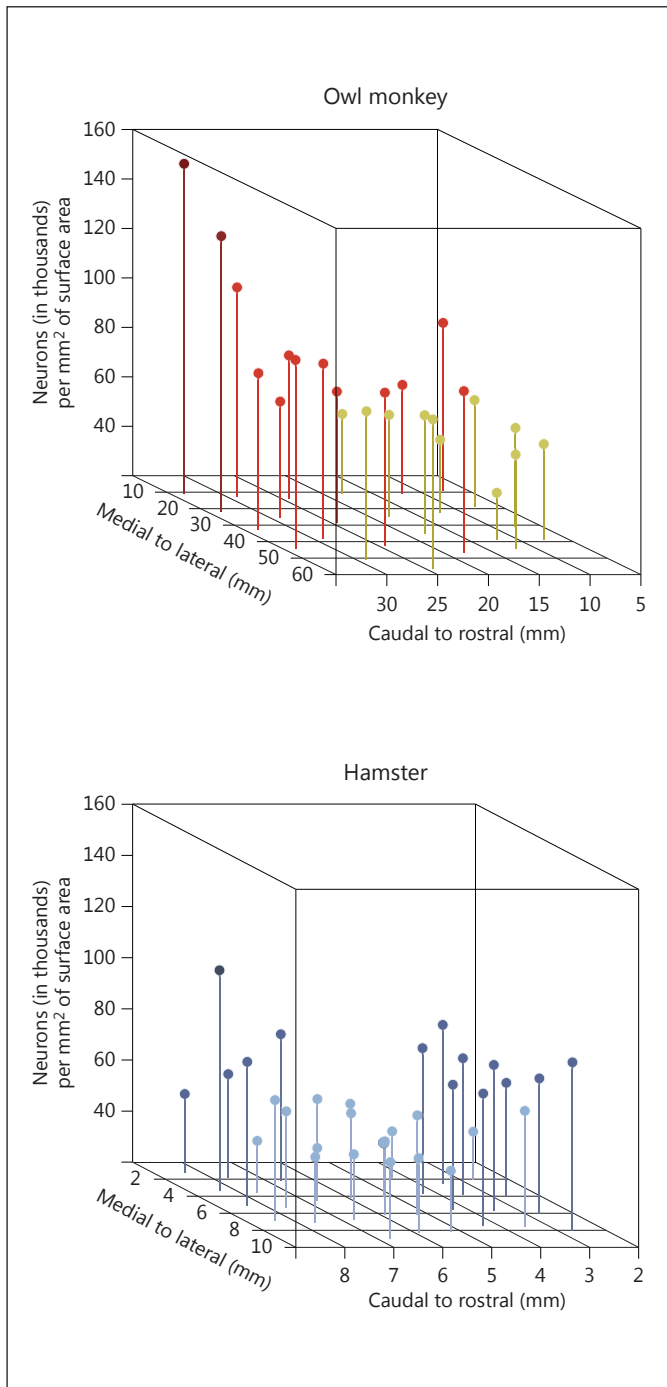 Owl monkey
160
140
120
100
80
60
40
Neurons (in thousands)
per mm² of surface area
10
20
30
40
50
60
Medial to lateral (mm)
30 25 20 15 10 5
Caudal to rostral (mm)
Hamster
160
140
120
100
80
60
40
Neurons (in thousands)
per mm² of surface area
2
4
6
8
10
Medial to lateral (mm)
8 7 6 5 4 3 2
Caudal to rostral (mm)